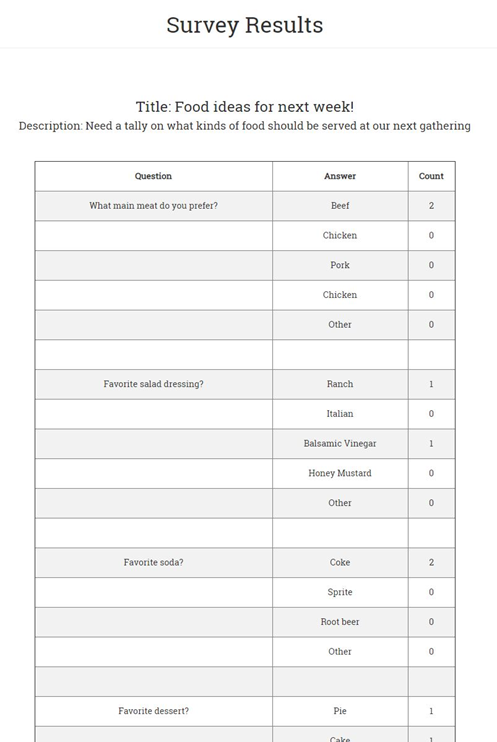 Survey Results
Title: Food ideas for next week!
Description: Need a tally on what kinds of food should be served at our next gathering
Question Answer Count
What main meat do you prefer? Beef 2
Chicken 0
Pork 0
Chicken 0
Other 0
Favorite salad dressing? Ranch 1
Italian 0
Balsamic Vinegar 1
Honey Mustard 0
Other 0
Favorite soda? Coke 2
Sprite 0
Root beer 0
Other 0
Favorite dessert? Pie 1
Cake 1